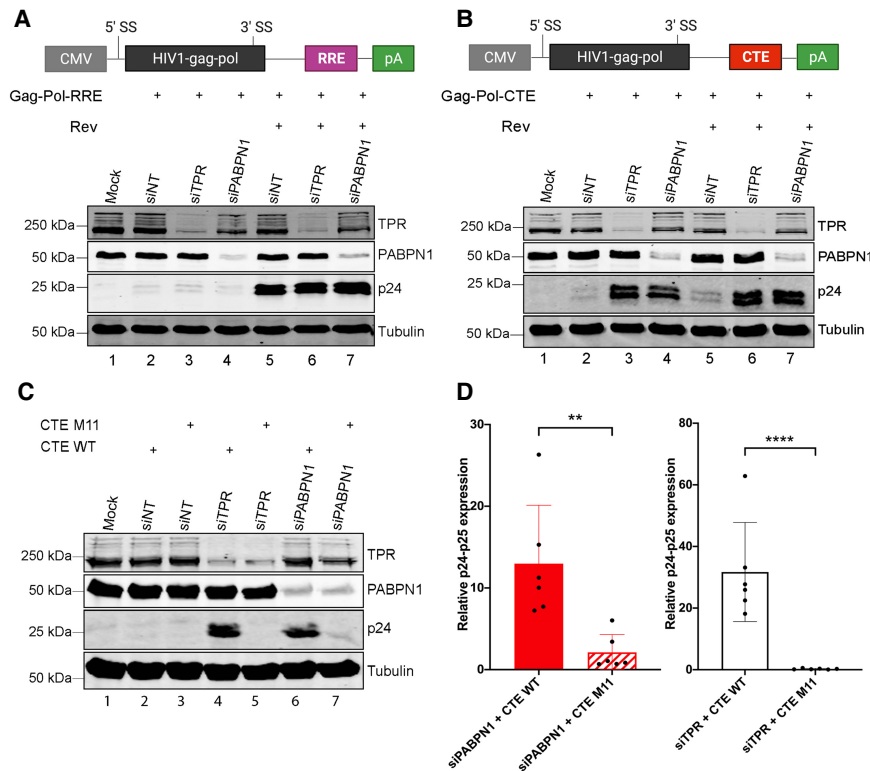 A
5' SS 3' SS
CMV HIV1-gag-pol RRE pA
Gag-Pol-RRE + + + + + +
Rev + + +
Mock siNT siTPR siPABPN1 siNT siTPR siPABPN1
250 kDa TPR
50 kDa PABPN1
25 kDa p24
50 kDa Tubulin
1 2 3 4 5 6 7
B
5' SS 3' SS
CMV HIV1-gag-pol CTE pA
Gag-Pol-CTE + + + + + +
Rev + + +
Mock siNT siTPR siPABPN1 siNT siTPR siPABPN1
250 kDa TPR
50 kDa PABPN1
25 kDa p24
50 kDa Tubulin
1 2 3 4 5 6 7
C
CTE M11 + + +
CTE WT + + +
Mock siNT siNT siTPR siTPR siPABPN1 siPABPN1
250 kDa TPR
50 kDa PABPN1
25 kDa p24
50 kDa Tubulin
1 2 3 4 5 6 7
D
Relative p24-p25 expression
30
20
10
0
**
siPABPN1 + CTE WT
siPABPN1 + CTE M11
Relative p24-p25 expression
80
60
40
20
0
****
siTPR + CTE WT
siTPR + CTE M11